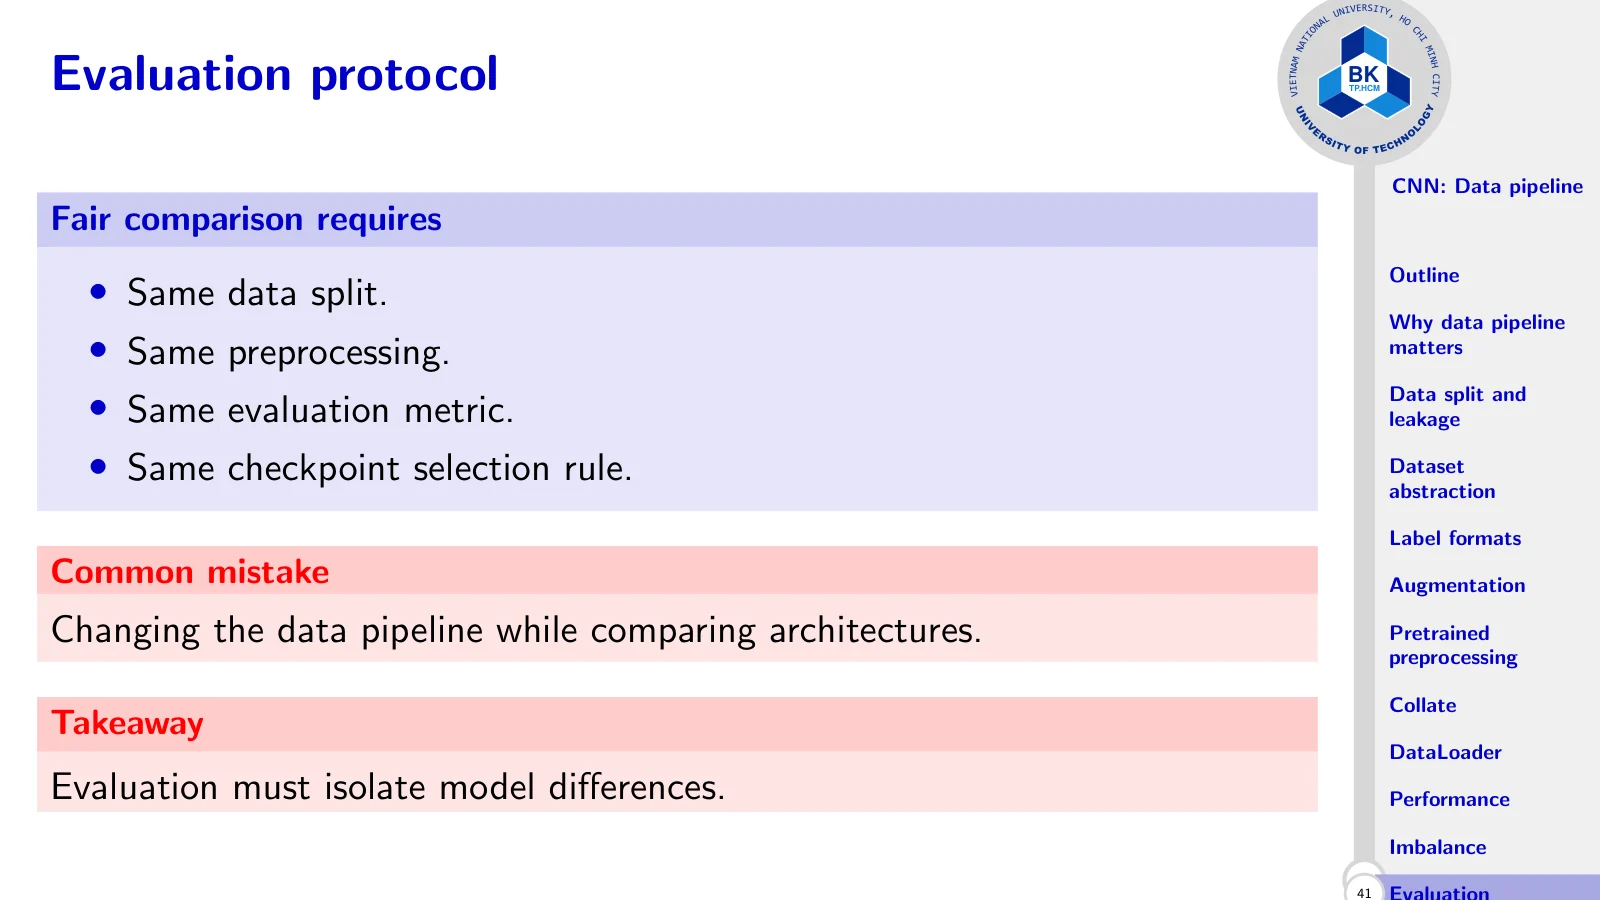 Evaluation protocol
Fair comparison requires
• Same data split.
• Same preprocessing.
• Same evaluation metric.
• Same checkpoint selection rule.
Common mistake
Changing the data pipeline while comparing architectures.
Takeaway
Evaluation must isolate model differences.
VIETNAM NATIONAL UNIVERSITY, HO CHI MINH CITY
BK
TP.HCM
UNIVERSITY OF TECHNOLOGY
CNN: Data pipeline
Outline
Why data pipeline
matters
Data split and
leakage
Dataset
abstraction
Label formats
Augmentation
Pretrained
preprocessing
Collate
DataLoader
Performance
Imbalance
Evaluation
41